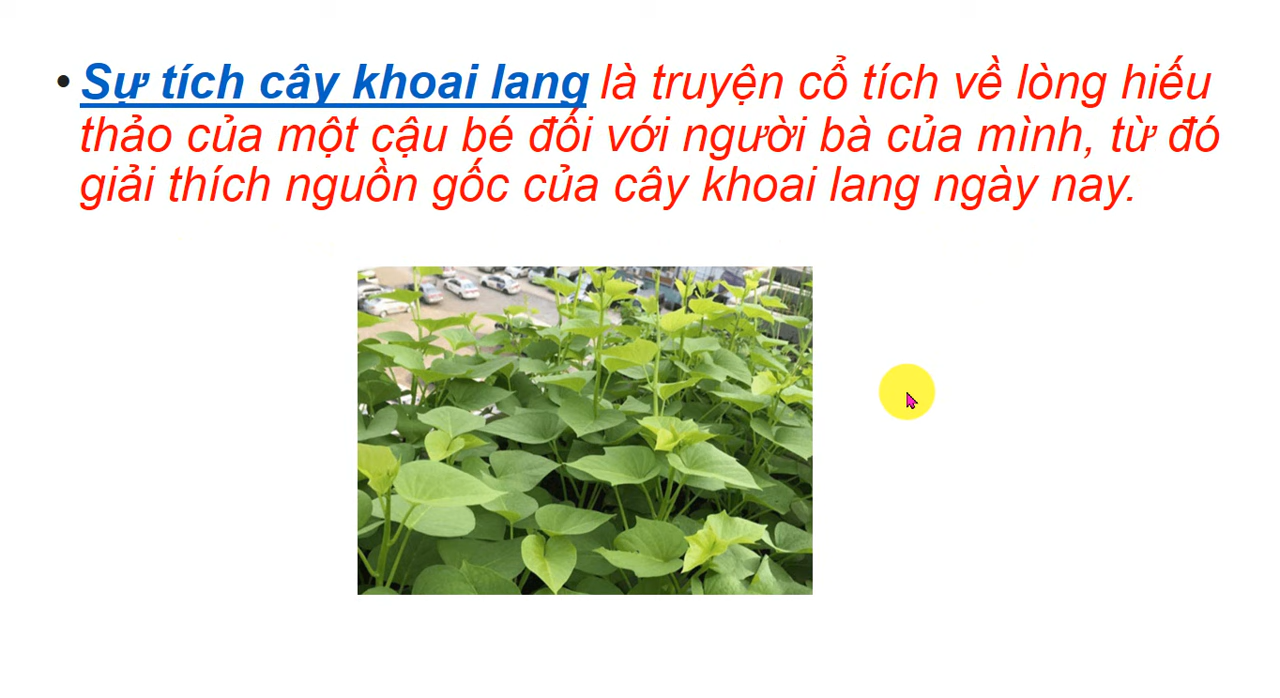 • Sự tích cây khoai lang là truyện cổ tích về lòng hiếu
thảo của một cậu bé đối với người bà của mình, từ đó
giải thích nguồn gốc của cây khoai lang ngày nay.